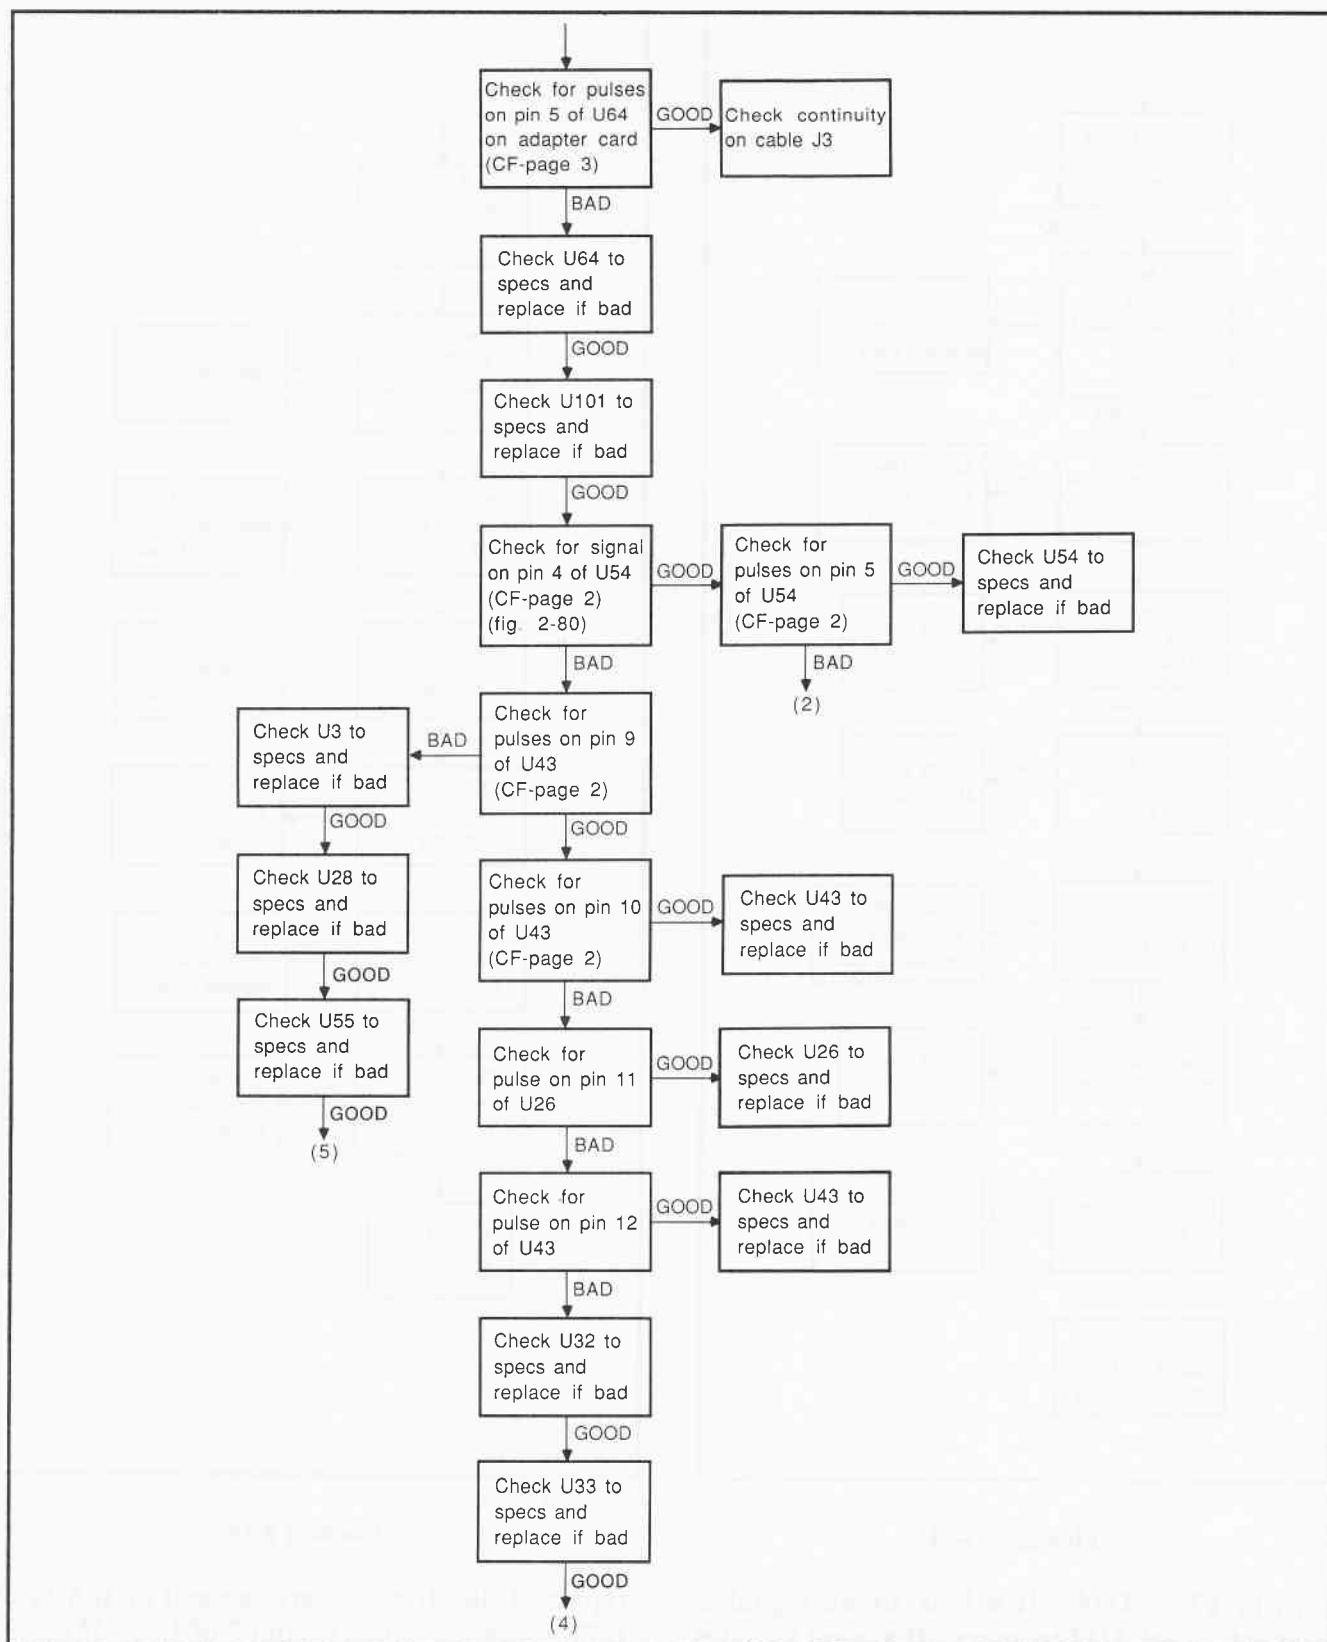 Check for pulses
on pin 5 of U64
on adapter card
(CF-page 3)
GOOD
Check continuity
on cable J3
BAD
Check U64 to
specs and
replace if bad
GOOD
Check U101 to
specs and
replace if bad
GOOD
Check for signal
on pin 4 of U54
(CF-page 2)
(fig. 2-80)
GOOD
Check for
pulses on pin 5
of U54
(CF-page 2)
GOOD
Check U54 to
specs and
replace if bad
BAD
(2)
BAD
Check for
pulses on pin 9
of U43
(CF-page 2)
BAD
Check U3 to
specs and
replace if bad
GOOD
Check U28 to
specs and
replace if bad
GOOD
Check U55 to
specs and
replace if bad
GOOD
(5)
GOOD
Check for
pulses on pin 10
of U43
(CF-page 2)
GOOD
Check U43 to
specs and
replace if bad
BAD
Check for
pulse on pin 11
of U26
GOOD
Check U26 to
specs and
replace if bad
BAD
Check for
pulse on pin 12
of U43
GOOD
Check U43 to
specs and
replace if bad
BAD
Check U32 to
specs and
replace if bad
GOOD
Check U33 to
specs and
replace if bad
GOOD
(4)